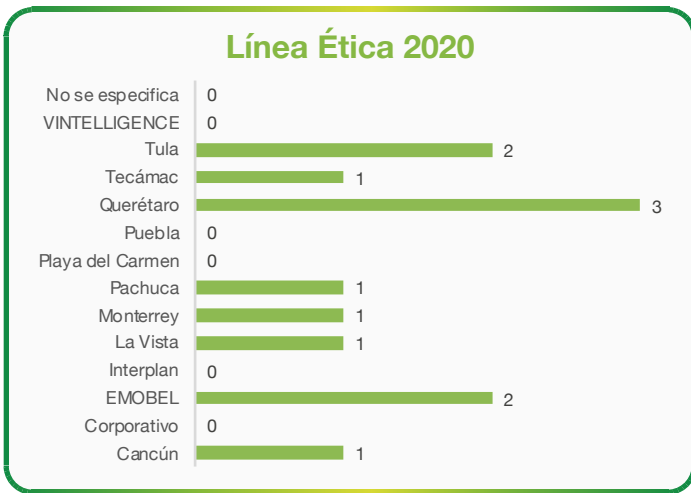 Línea Ética 2020
No se especifica 0
VINTELLIGENCE 0
Tula 2
Tecámac 1
Querétaro 3
Puebla 0
Playa del Carmen 0
Pachuca 1
Monterrey 1
La Vista 1
Interplan 0
EMOBEL 2
Corporativo 0
Cancún 1